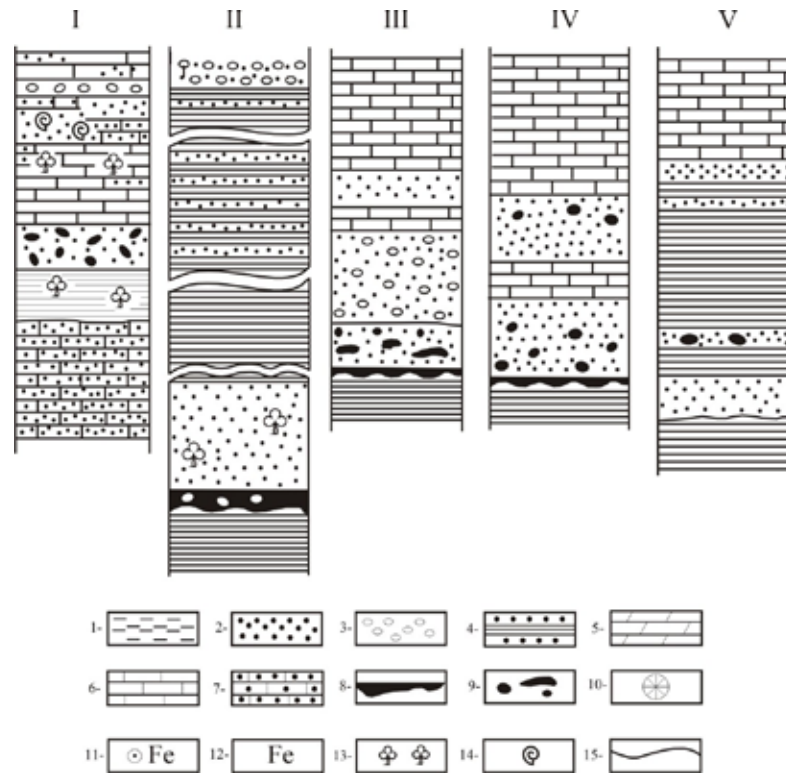 I II III IV V
1- 2- 3- 4- 5-
6- 7- 8- 9- 10-
11- Fe 12- Fe 13- 14- 15-